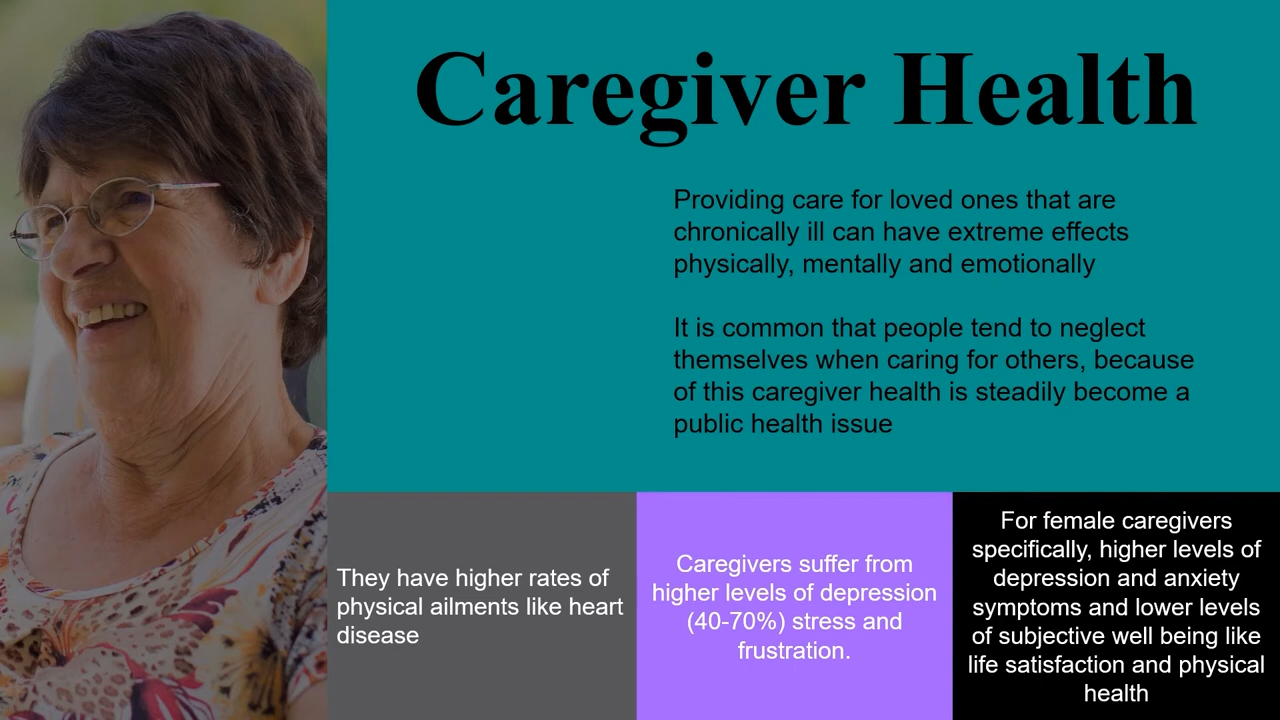 Caregiver Health
Providing care for loved ones that are
chronically ill can have extreme effects
physically, mentally and emotionally
It is common that people tend to neglect
themselves when caring for others, because
of this caregiver health is steadily become a
public health issue
They have higher rates of
physical ailments like heart
disease
Caregivers suffer from
higher levels of depression
(40-70%) stress and
frustration.
For female caregivers
specifically, higher levels of
depression and anxiety
symptoms and lower levels
of subjective well being like
life satisfaction and physical
health